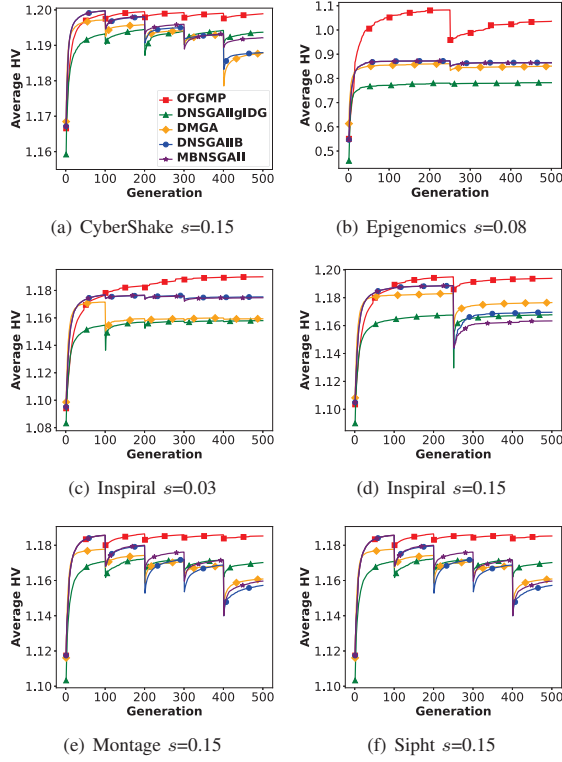 1.20
1.19
1.18
1.17
1.16
Average HV
OFGMP
DNSGAIIgIDG
DMGA
DNSGAIIB
MBNSGAII
0 100 200 300 400 500
Generation
(a) CyberShake s=0.15
1.1
1.0
0.9
0.8
0.7
0.6
0.5
Average HV
0 100 200 300 400 500
Generation
(b) Epigenomics s=0.08
1.18
1.16
1.14
1.12
1.10
1.08
Average HV
0 100 200 300 400 500
Generation
(c) Inspiral s=0.03
1.20
1.18
1.16
1.14
1.12
1.10
Average HV
0 100 200 300 400 500
Generation
(d) Inspiral s=0.15
1.18
1.16
1.14
1.12
1.10
Average HV
0 100 200 300 400 500
Generation
(e) Montage s=0.15
1.18
1.16
1.14
1.12
1.10
Average HV
0 100 200 300 400 500
Generation
(f) Sipht s=0.15